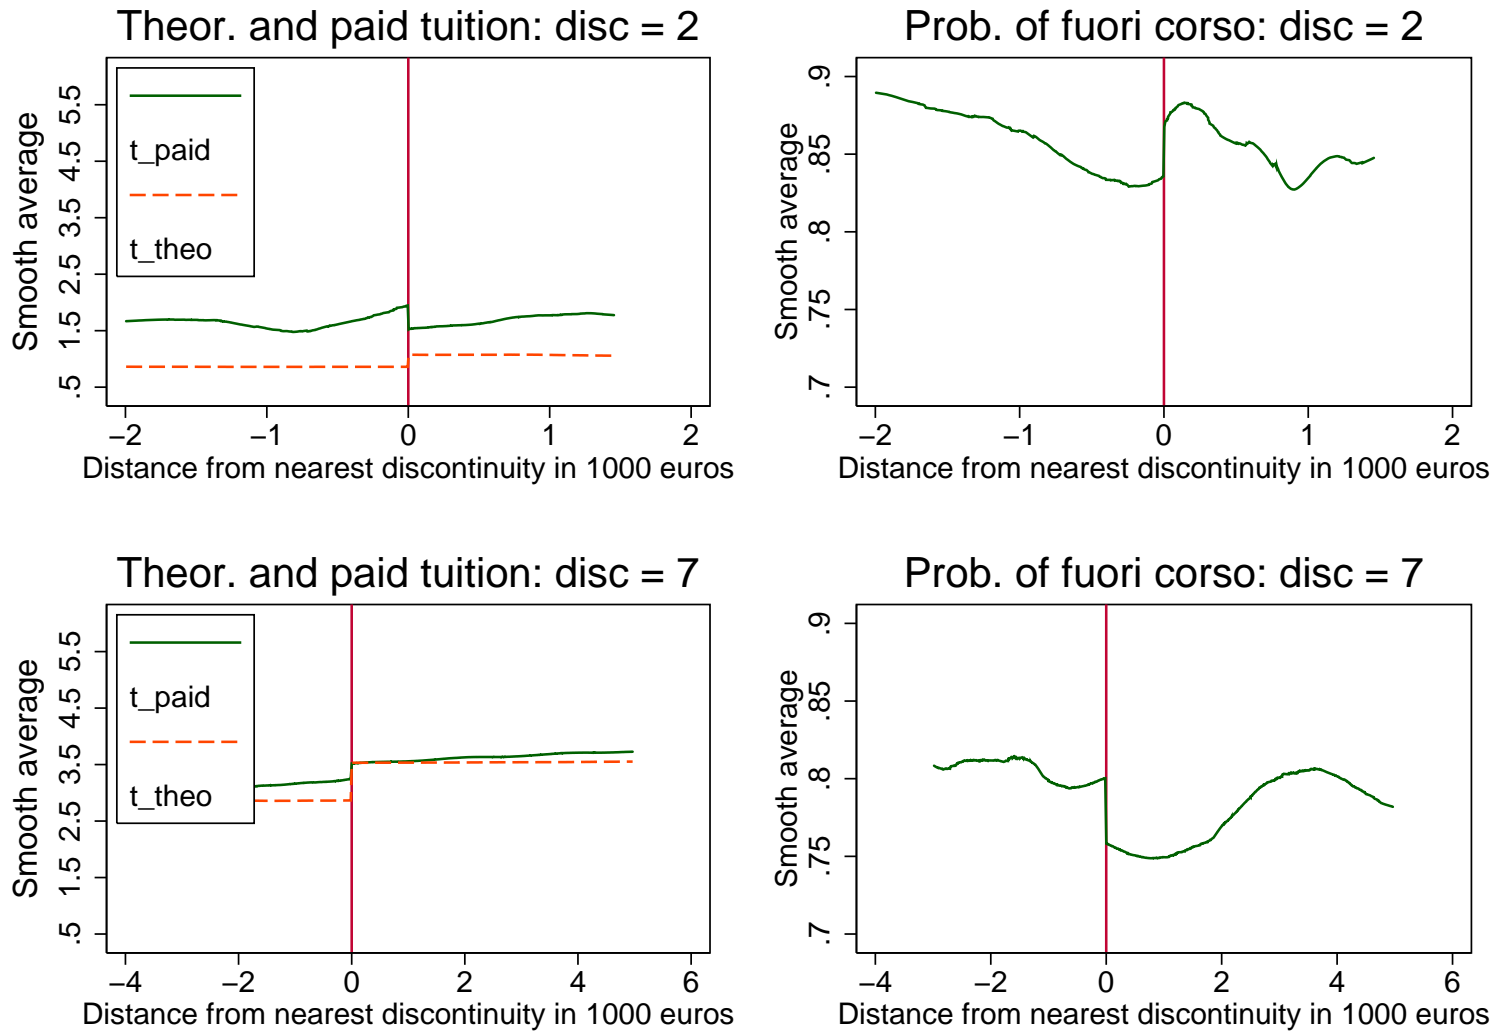 Theor. and paid tuition: disc = 2
Smooth average
.5 1.5 2.5 3.5 4.5 5.5
t_paid
t_theo
−2 −1 0 1 2
Distance from nearest discontinuity in 1000 euros
Prob. of fuori corso: disc = 2
Smooth average
.7 .75 .8 .85 .9
−2 −1 0 1 2
Distance from nearest discontinuity in 1000 euros
Theor. and paid tuition: disc = 7
Smooth average
.5 1.5 2.5 3.5 4.5 5.5
t_paid
t_theo
−4 −2 0 2 4 6
Distance from nearest discontinuity in 1000 euros
Prob. of fuori corso: disc = 7
Smooth average
.7 .75 .8 .85 .9
−4 −2 0 2 4 6
Distance from nearest discontinuity in 1000 euros